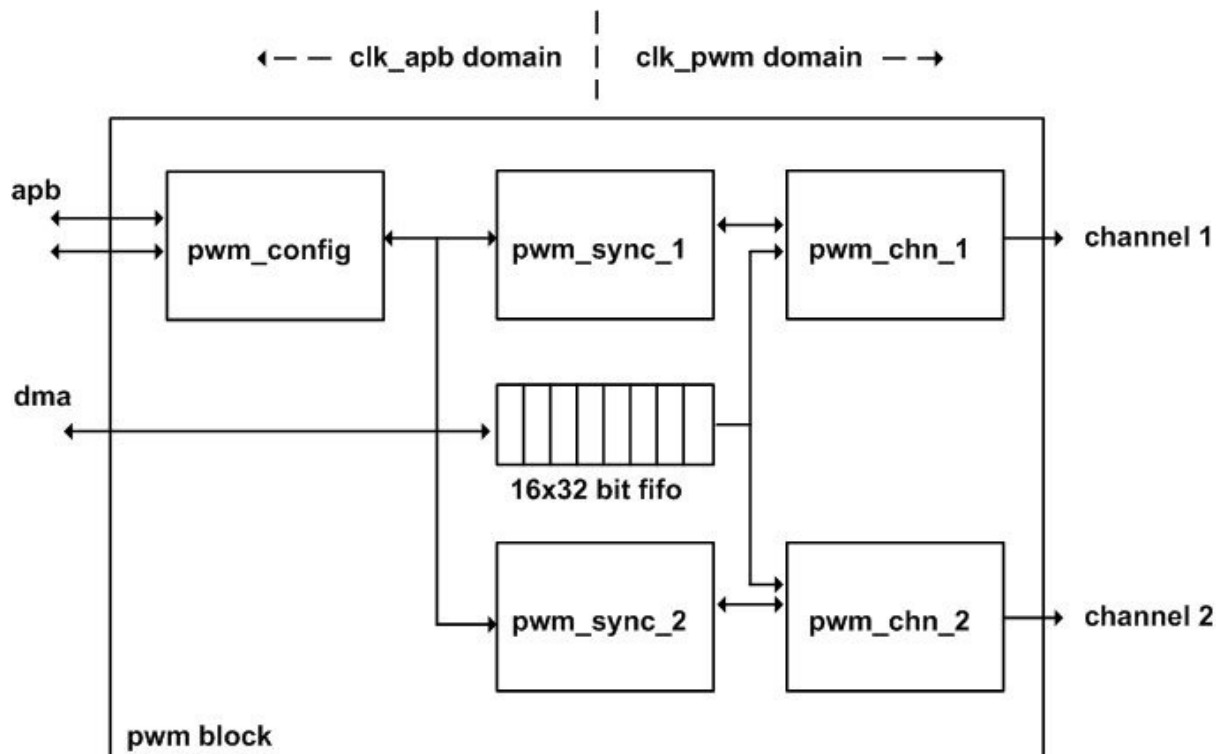 clk_apb domain
clk_pwm domain
apb
pwm_config
pwm_sync_1
pwm_chn_1
channel 1
dma
16x32 bit fifo
pwm_sync_2
pwm_chn_2
channel 2
pwm block